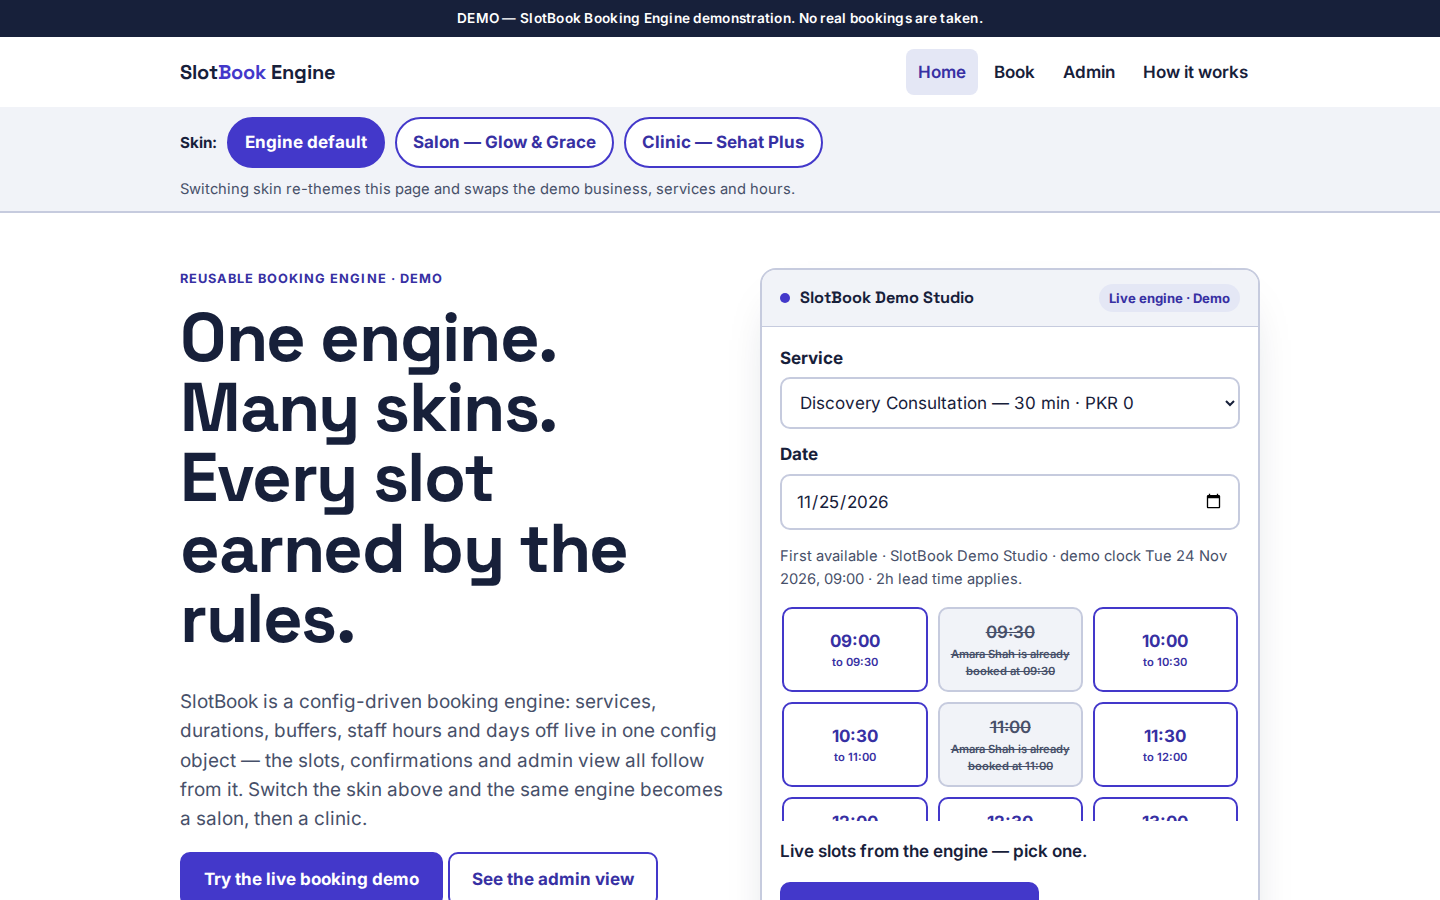 DEMO — SlotBook Booking Engine demonstration. No real bookings are taken.
SlotBook Engine
Home
Book
Admin
How it works
Skin:
Engine default
Salon — Glow & Grace
Clinic — Sehat Plus
Switching skin re-themes this page and swaps the demo business, services and hours.
REUSABLE BOOKING ENGINE · DEMO
One engine.
Many skins.
Every slot
earned by the
rules.
SlotBook is a config-driven booking engine: services,
durations, buffers, staff hours and days off live in one config
object — the slots, confirmations and admin view all follow
from it. Switch the skin above and the same engine becomes
a salon, then a clinic.
Try the live booking demo
See the admin view
SlotBook Demo Studio
Live engine · Demo
Service
Discovery Consultation — 30 min · PKR 0
Date
11/25/2026
First available · SlotBook Demo Studio · demo clock Tue 24 Nov
2026, 09:00 · 2h lead time applies.
09:00
to 09:30
09:30
Amara Shah is already
booked at 09:30
10:00
to 10:30
10:30
to 11:00
11:00
Amara Shah is already
booked at 11:00
11:30
to 12:00
12:00
12:30
13:00
Live slots from the engine — pick one.